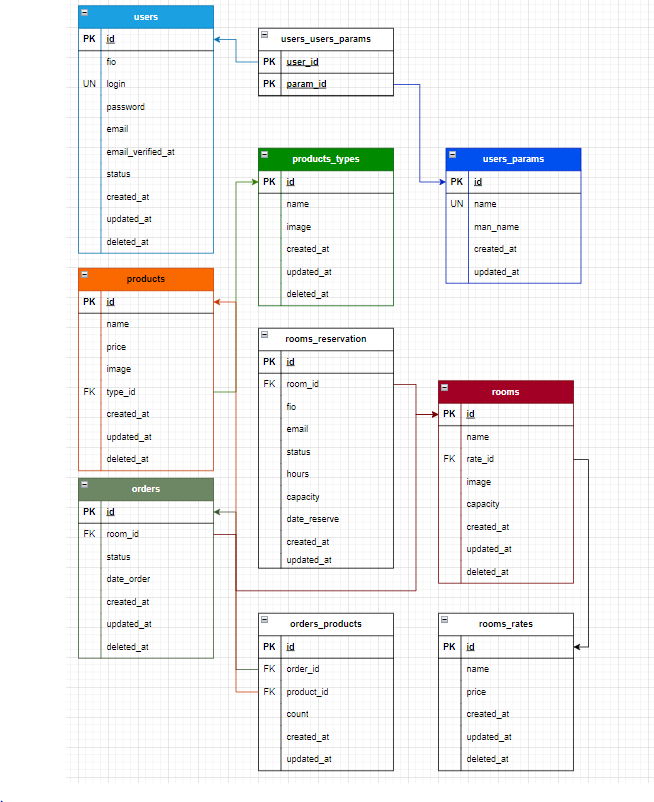 users
PK id
fio
UN login
password
email
email_verified_at
status
created_at
updated_at
deleted_at
users_users_params
PK user_id
PK param_id
products_types
PK id
name
image
created_at
updated_at
deleted_at
users_params
PK id
UN name
man_name
created_at
updated_at
products
PK id
name
price
image
FK type_id
created_at
updated_at
deleted_at
rooms_reservation
PK id
FK room_id
fio
email
status
hours
capacity
date_reserve
created_at
updated_at
rooms
PK id
name
FK rate_id
image
capacity
created_at
updated_at
deleted_at
orders
PK id
FK room_id
status
date_order
created_at
updated_at
deleted_at
orders_products
PK id
FK order_id
FK product_id
count
created_at
updated_at
rooms_rates
PK id
name
price
created_at
updated_at
deleted_at
.